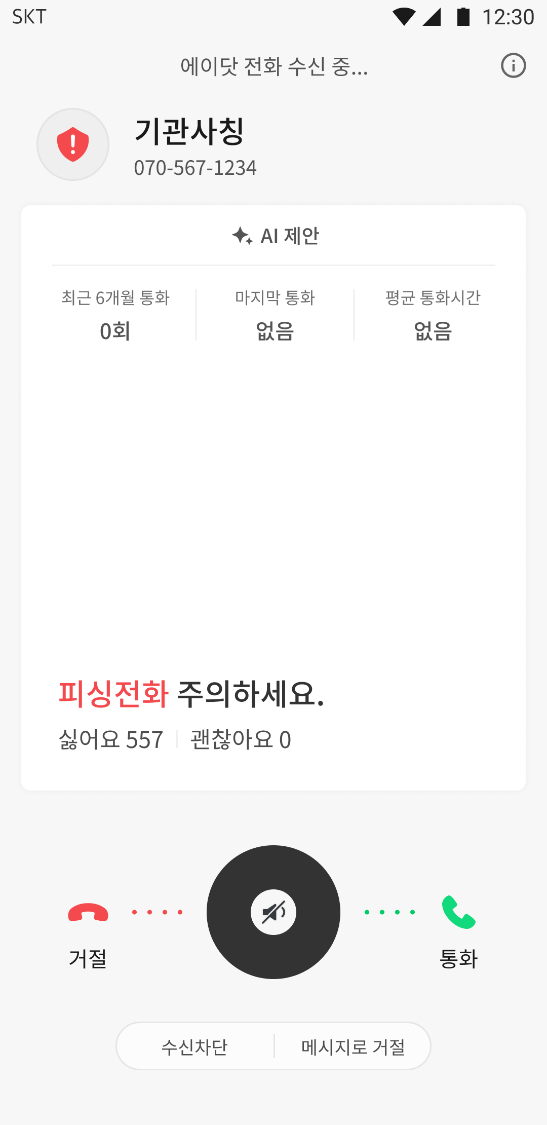 SKT 12:30
에이닷 전화 수신 중...
기관사칭
070-567-1234
AI 제안
최근 6개월 통화 마지막 통화 평균 통화시간
0회 없음 없음
피싱전화 주의하세요.
싫어요 557 괜찮아요 0
거절 통화
수신차단 메시지로 거절